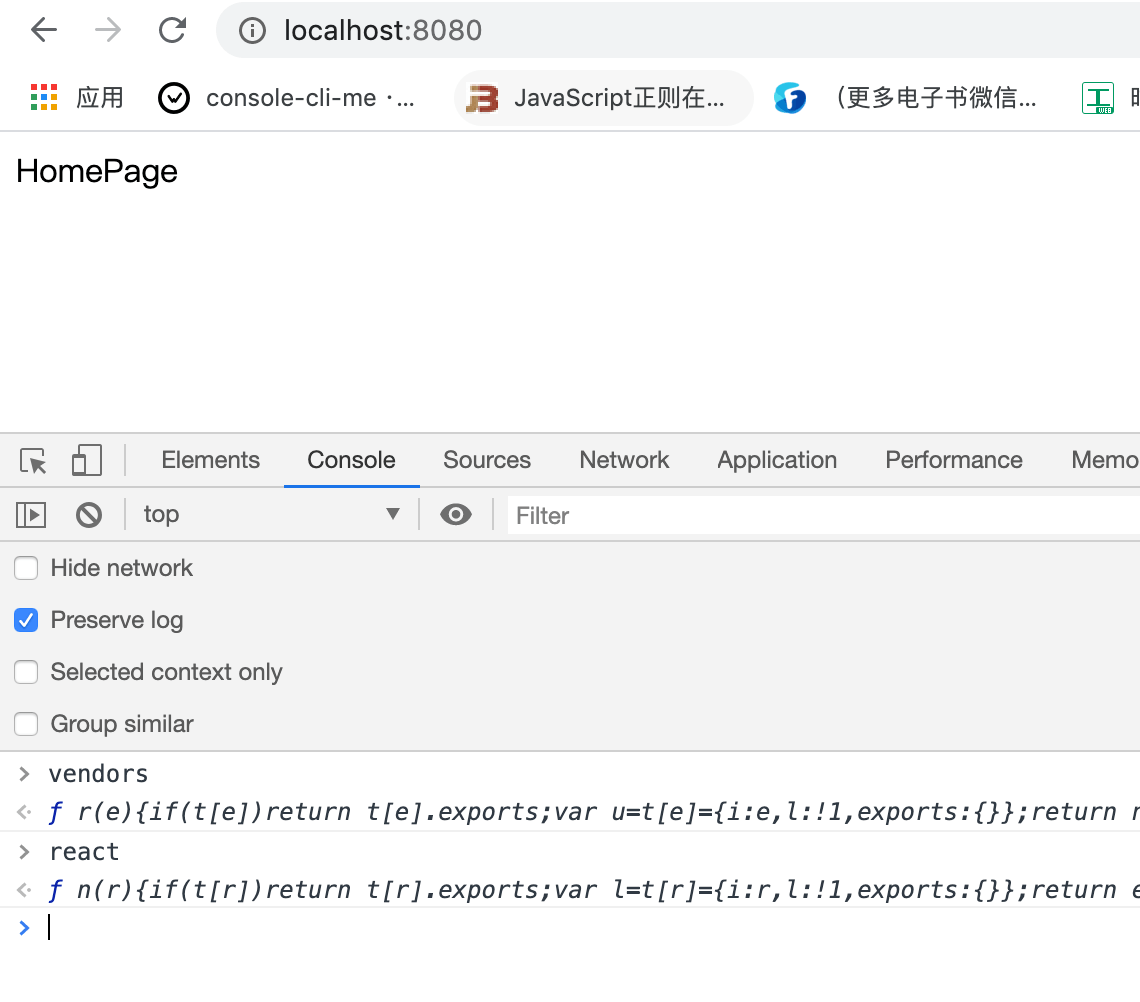 localhost:8080
应用 console-cli-me · ... JavaScript正则在... （更多电子书微信...
HomePage
Elements Console Sources Network Application Performance Memo
top Filter
Hide network
Preserve log
Selected context only
Group similar
> vendors
ƒ r(e){if(t[e])return t[e].exports;var u=t[e]={i:e,l:!1,exports:{}};return
> react
ƒ n(r){if(t[r])return t[r].exports;var l=t[r]={i:r,l:!1,exports:{}};return e
>